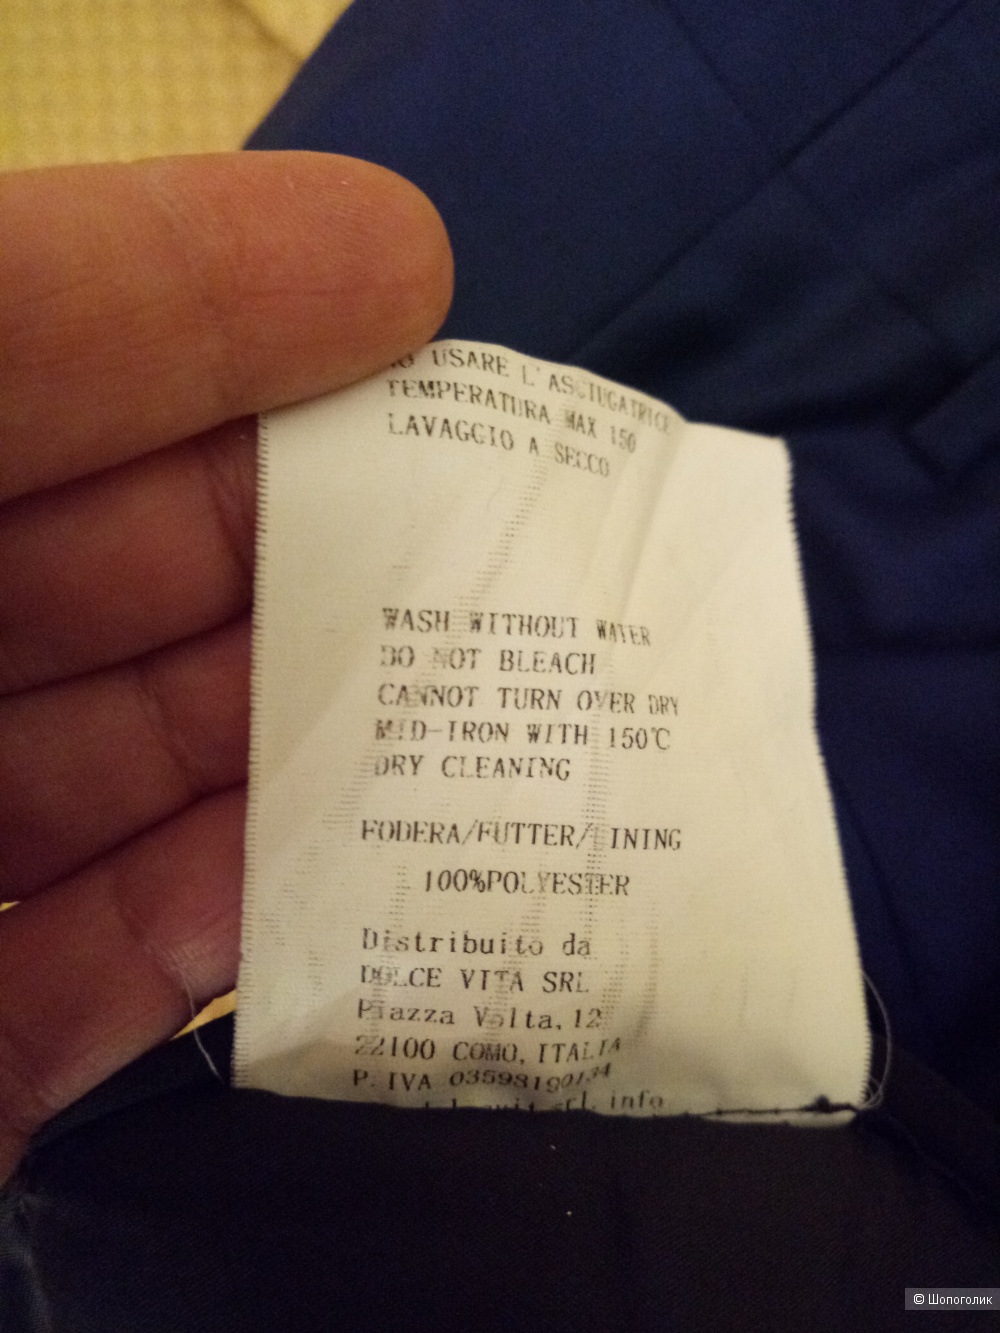 USARE L'ASCIUGATRICE
TEMPERATURA MAX 150
LAVAGGIO A SECCO
WASH WITHOUT WATER
DO NOT BLEACH
CANNOT TURN OVER DRY
MID-IRON WITH 150℃
DRY CLEANING
FODERA/FUTTER/LINING
100%POLYESTER
Distribuito da
DOLCE VITA SRL
Piazza Volta, 12
22100 COMO, ITALIA
P. IVA 03598190134
© Шопоголик